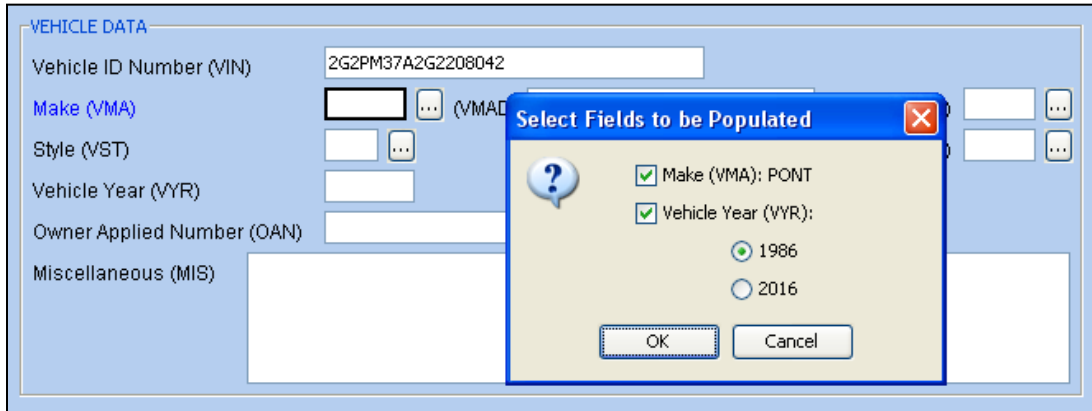 VEHICLE DATA
Vehicle ID Number (VIN) 2G2PM37A2G2208042
Make (VMA) ... (VMAD ) ...
Select Fields to be Populated
Style (VST) ... ) ...
Make (VMA): PONT
Vehicle Year (VYR)
Vehicle Year (VYR):
Owner Applied Number (OAN)
1986
Miscellaneous (MIS)
2016
OK Cancel